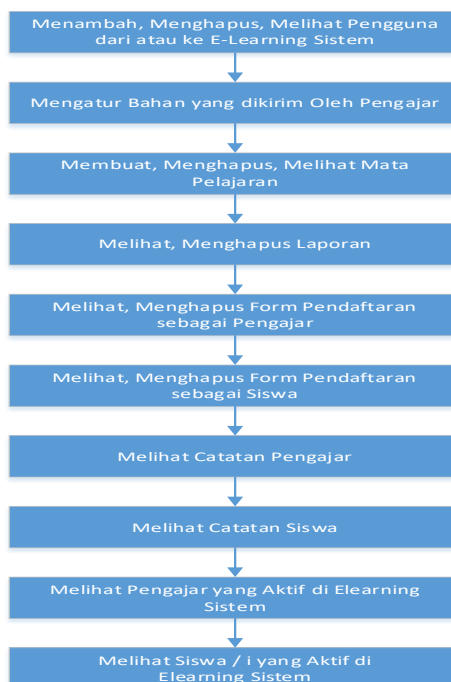 Menambah, Menghapus, Melihat Pengguna
dari atau ke E-Learning Sistem
Mengatur Bahan yang dikirim Oleh Pengajar
Membuat, Menghapus, Melihat Mata
Pelajaran
Melihat, Menghapus Laporan
Melihat, Menghapus Form Pendaftaran
sebagai Pengajar
Melihat, Menghapus Form Pendaftaran
sebagai Siswa
Melihat Catatan Pengajar
Melihat Catatan Siswa
Melihat Pengajar yang Aktif di Elearning
Sistem
Melihat Siswa / i yang Aktif di
Elearning Sistem